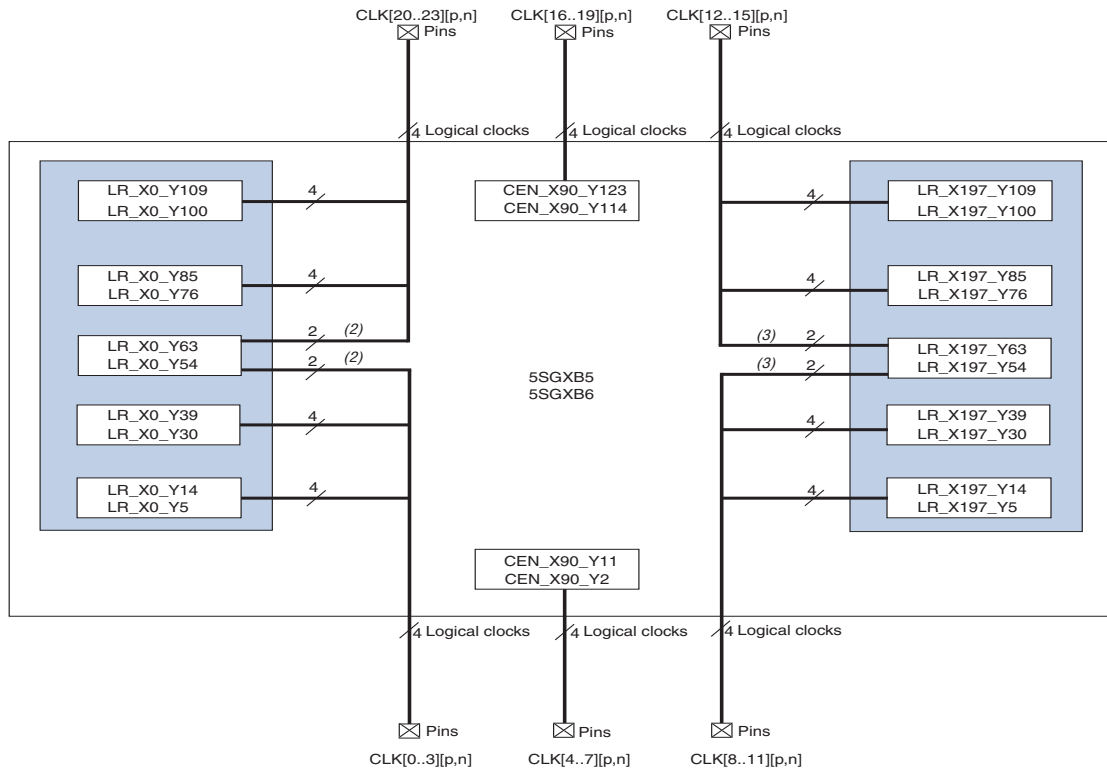 CLK[20..23][p,n]
CLK[16..19][p,n]
CLK[12..15][p,n]
Pins
Pins
Pins
4 Logical clocks
4 Logical clocks
4 Logical clocks
LR_X0_Y109
LR_X0_Y100
4
CEN_X90_Y123
CEN_X90_Y114
4
LR_X197_Y109
LR_X197_Y100
LR_X0_Y85
LR_X0_Y76
4
4
LR_X197_Y85
LR_X197_Y76
LR_X0_Y63
LR_X0_Y54
2 (2)
2 (2)
(3) 2
(3) 2
LR_X197_Y63
LR_X197_Y54
5SGXB5
5SGXB6
LR_X0_Y39
LR_X0_Y30
4
4
LR_X197_Y39
LR_X197_Y30
LR_X0_Y14
LR_X0_Y5
4
4
LR_X197_Y14
LR_X197_Y5
CEN_X90_Y11
CEN_X90_Y2
4 Logical clocks
4 Logical clocks
4 Logical clocks
Pins
Pins
Pins
CLK[0..3][p,n]
CLK[4..7][p,n]
CLK[8..11][p,n]